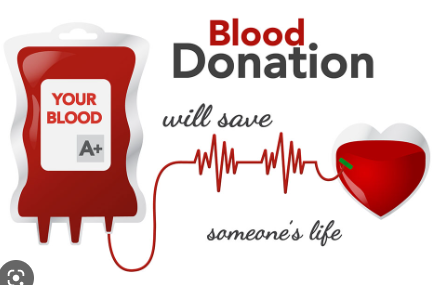 Blood
Donation
YOUR
BLOOD
A+
will save
someone's life